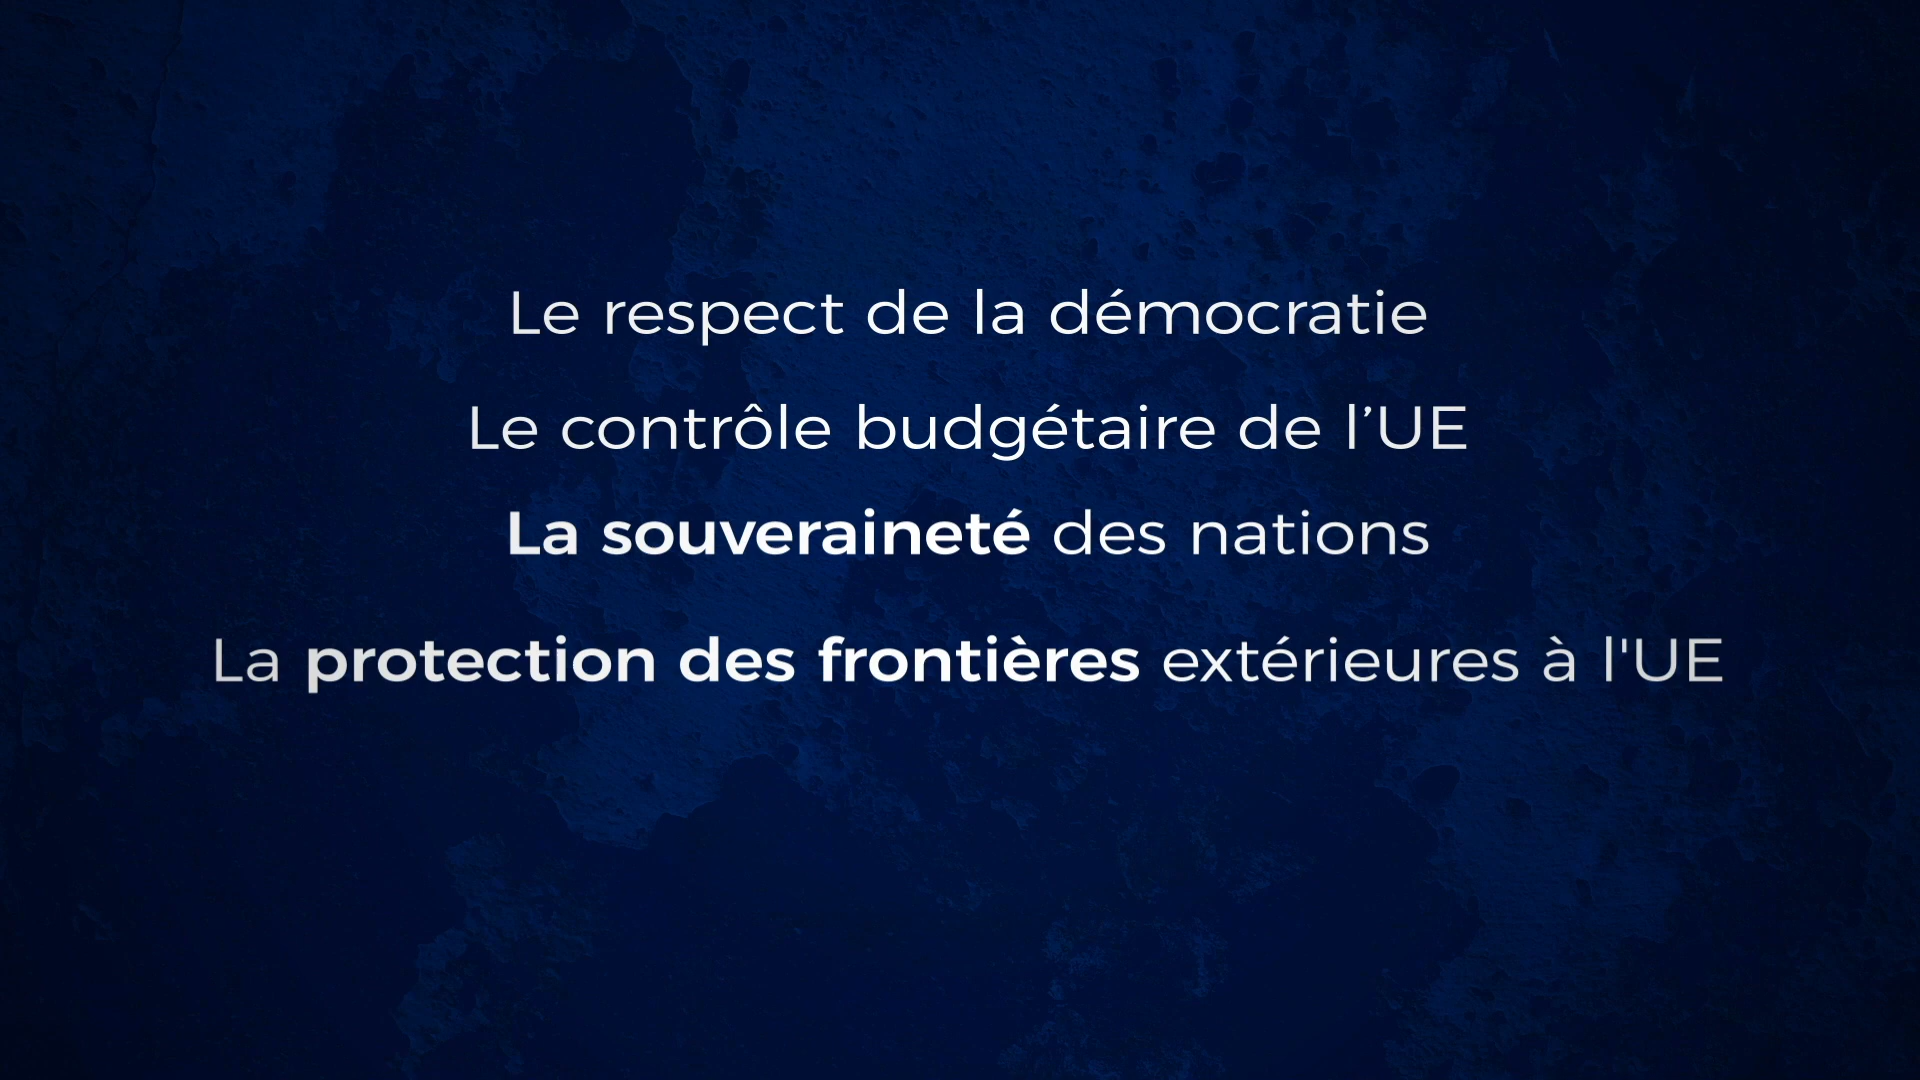 Le respect de la démocratie
Le contrôle budgétaire de l’UE
La souveraineté des nations
La protection des frontières extérieures à l'UE